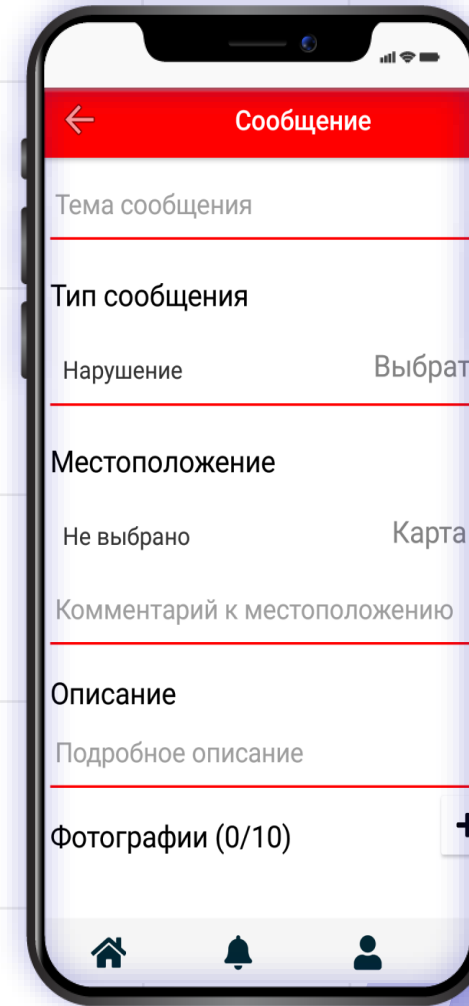 Сообщение
Тема сообщения
Тип сообщения
Нарушение Выбрат
Местоположение
Не выбрано Карта
Комментарий к местоположению
Описание
Подробное описание
Фотографии (0/10) +